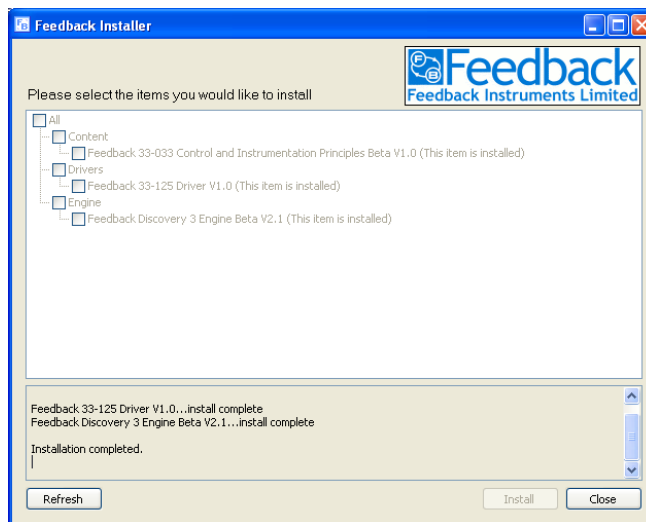 Feedback Installer
Feedback
Feedback Instruments Limited
Please select the items you would like to install
All
Content
Feedback 33-033 Control and Instrumentation Principles Beta V1.0 (This item is installed)
Drivers
Feedback 33-125 Driver V1.0 (This item is installed)
Engine
Feedback Discovery 3 Engine Beta V2.1 (This item is installed)
Feedback 33-125 Driver V1.0...install complete
Feedback Discovery 3 Engine Beta V2.1...install complete
Installation completed.
Refresh Install Close